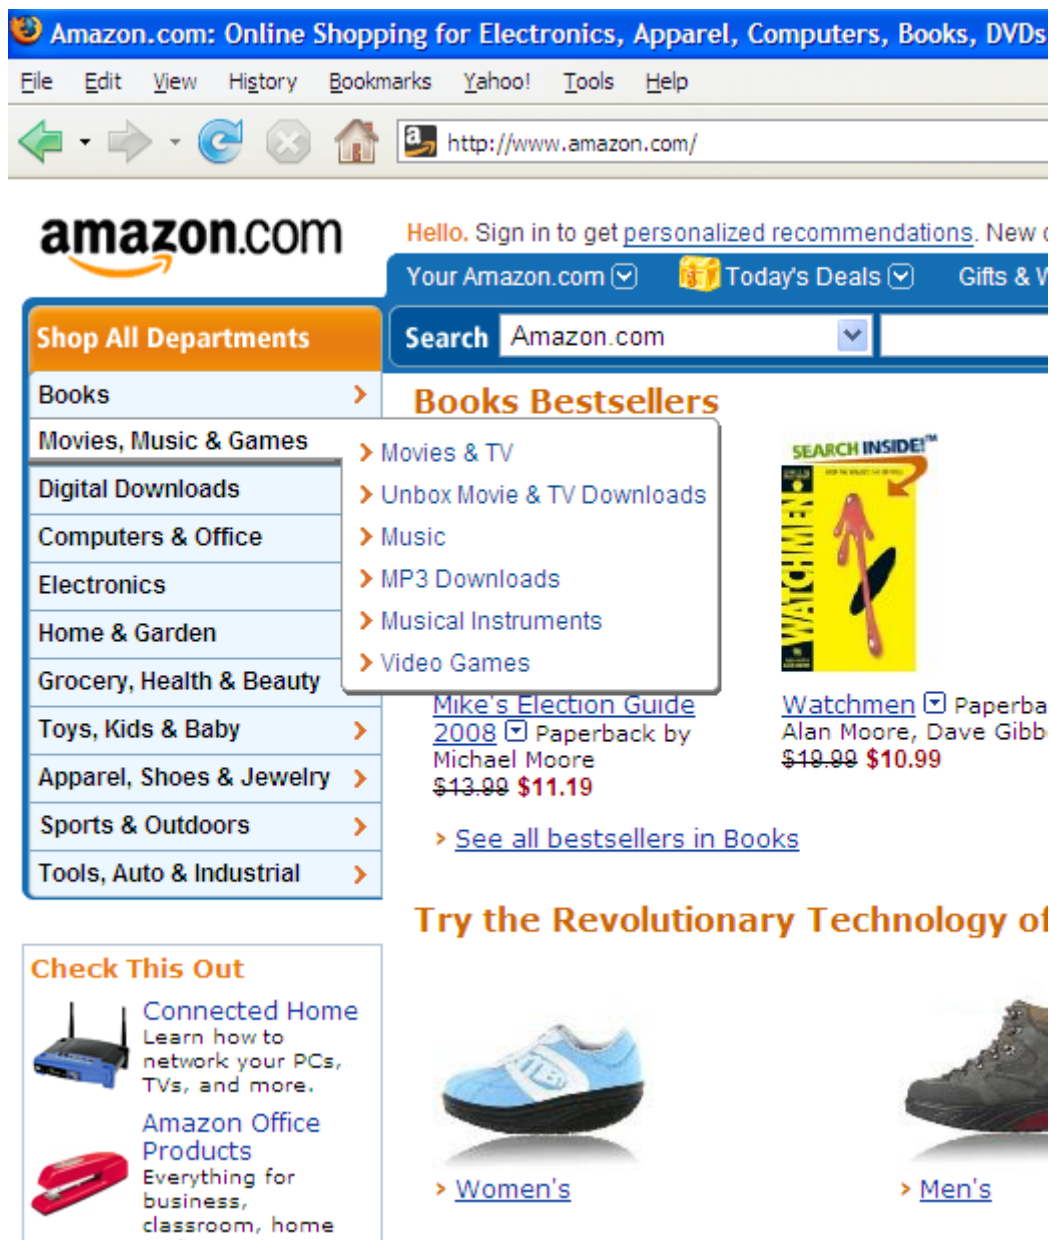 Amazon.com: Online Shopping for Electronics, Apparel, Computers, Books, DVDs
File Edit View History Bookmarks Yahoo! Tools Help
http://www.amazon.com/
amazon.com
Hello. Sign in to get personalized recommendations. New
Your Amazon.com Today's Deals Gifts &
Shop All Departments
Search Amazon.com
Books
Movies, Music & Games
Digital Downloads
Computers & Office
Electronics
Home & Garden
Grocery, Health & Beauty
Toys, Kids & Baby
Apparel, Shoes & Jewelry
Sports & Outdoors
Tools, Auto & Industrial
Movies & TV
Unbox Movie & TV Downloads
Music
MP3 Downloads
Musical Instruments
Video Games
Books Bestsellers
SEARCH INSIDE!™
WATCHMEN
Mike's Election Guide
2008 Paperback by
Michael Moore
$13.99 $11.19
Watchmen Paperba
Alan Moore, Dave Gibb
$19.99 $10.99
See all bestsellers in Books
Try the Revolutionary Technology of
Women's
Men's
Check This Out
Connected Home
Learn how to
network your PCs,
TVs, and more.
Amazon Office
Products
Everything for
business,
classroom, home